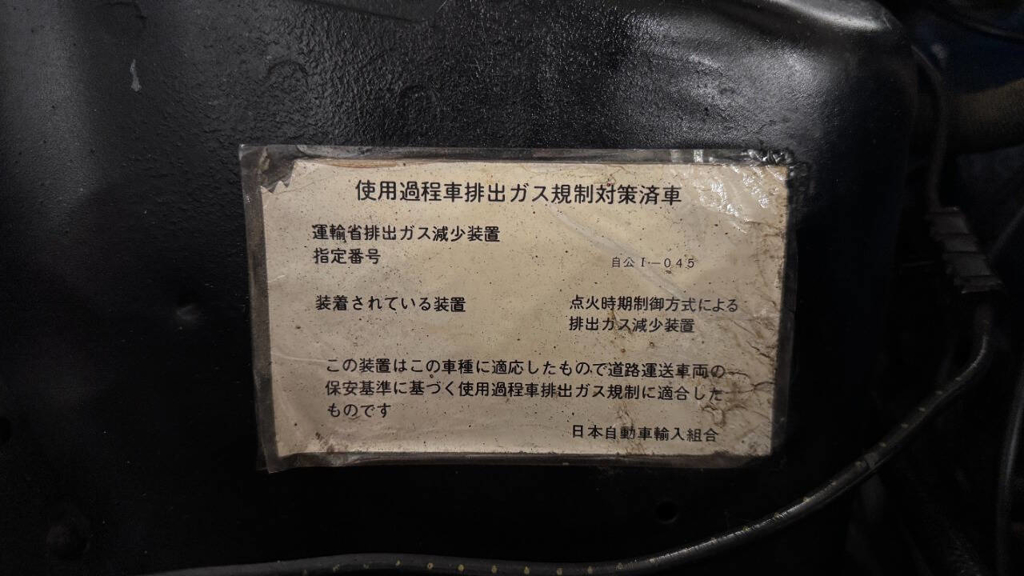 使用過程車排出ガス規制対策済車
運輸省排出ガス減少装置
指定番号
自公I-045
装着されている装置
点火時期制御方式による
排出ガス減少装置
この装置はこの車種に適応したもので道路運送車両の
保安基準に基づく使用過程車排出ガス規制に適合した
ものです
日本自動車輸入組合